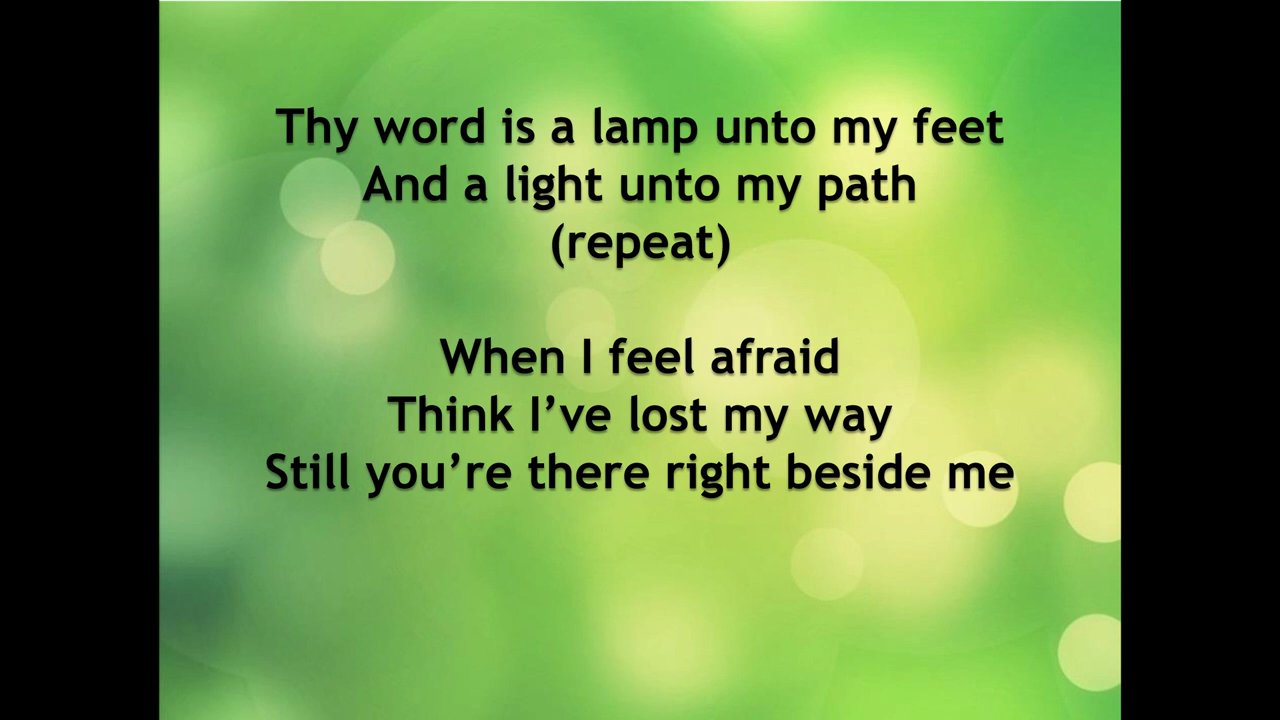 Thy word is a lamp unto my feet
And a light unto my path
(repeat)
When I feel afraid
Think I’ve lost my way
Still you’re there right beside me